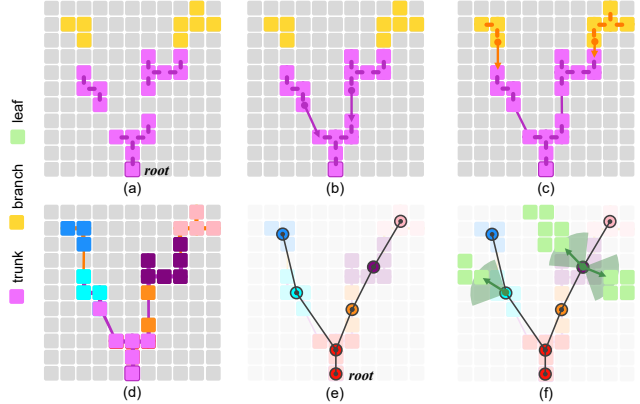 leaf
branch
trunk
root
(a)
(b)
(c)
root
(d)
(e)
(f)